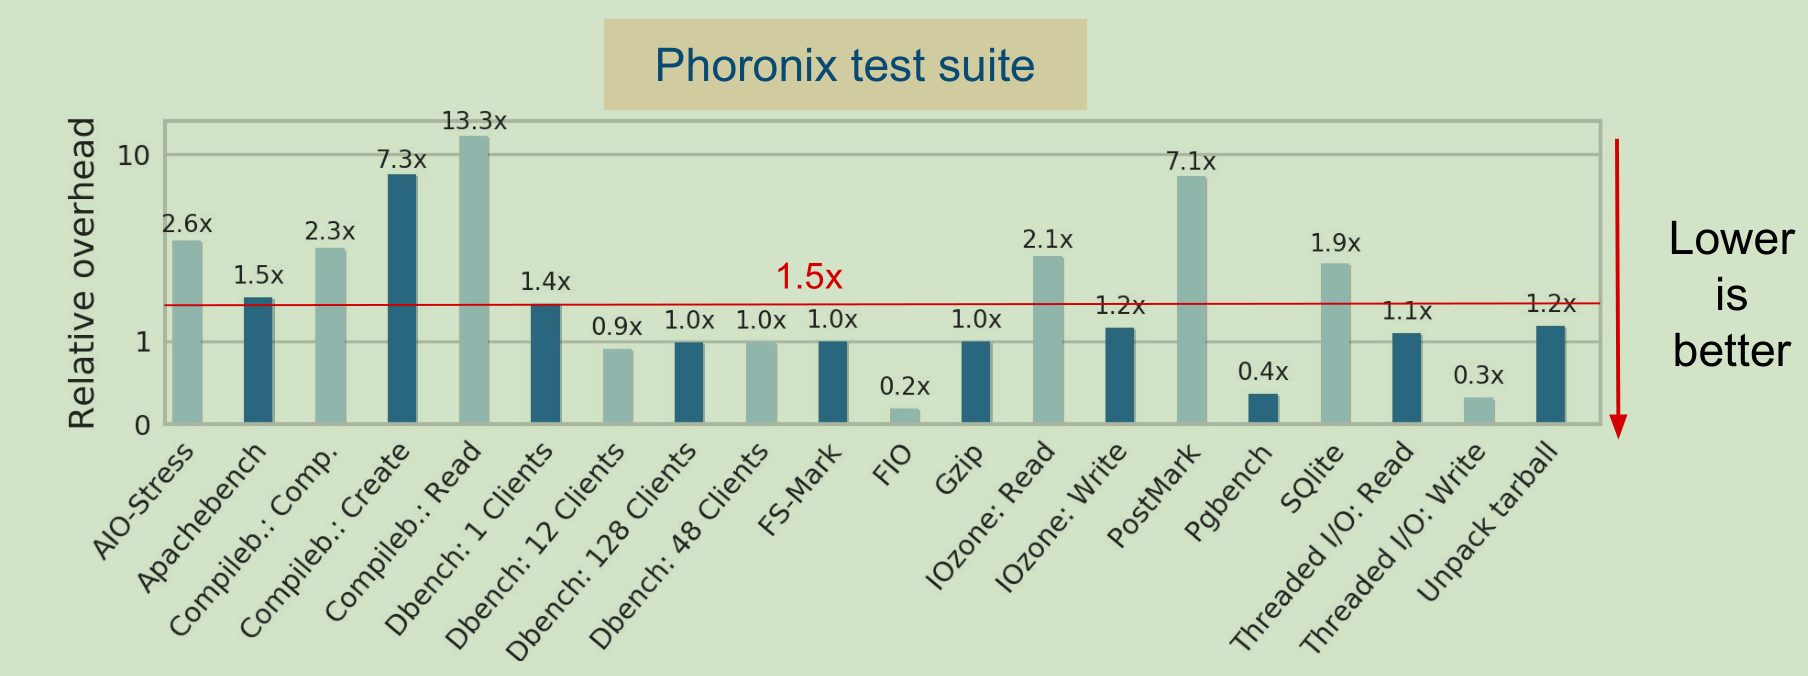 Phoronix test suite
Relative overhead
10
1
0
2.6x
1.5x
2.3x
7.3x
13.3x
1.4x
0.9x
1.0x
1.0x
1.0x
0.2x
1.0x
2.1x
1.2x
7.1x
0.4x
1.9x
1.1x
0.3x
1.2x
1.5x
Lower
is
better
AIO-Stress
Apachebench
Compileb.: Comp.
Compileb.: Create
Compileb.: Read
Dbench: 1 Clients
Dbench: 12 Clients
Dbench: 128 Clients
Dbench: 48 Clients
FS-Mark
FIO
Gzip
IOzone: Read
IOzone: Write
PostMark
Pgbench
SQlite
Threaded I/O: Read
Threaded I/O: Write
Unpack tarball